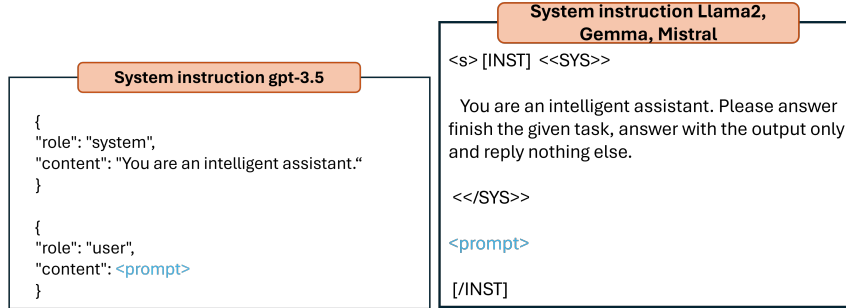 System instruction gpt-3.5
{
"role": "system",
"content": "You are an intelligent assistant.“
}
{
"role": "user",
"content": <prompt>
}
System instruction Llama2,
Gemma, Mistral
<s> [INST] <<SYS>>
You are an intelligent assistant. Please answer
finish the given task, answer with the output only
and reply nothing else.
<</SYS>>
<prompt>
[/INST]